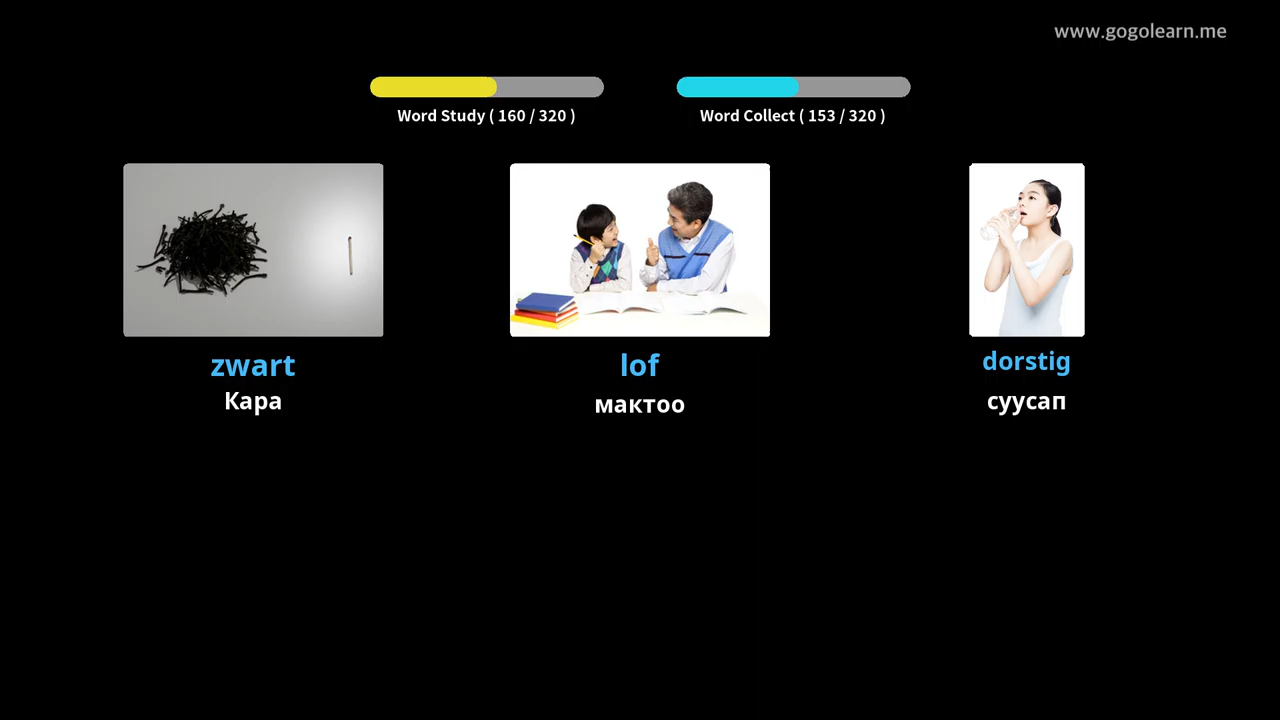 www.gogolearn.me
Word Study ( 160 / 320 )
Word Collect ( 153 / 320 )
zwart
Кара
lof
мактоо
dorstig
суусап